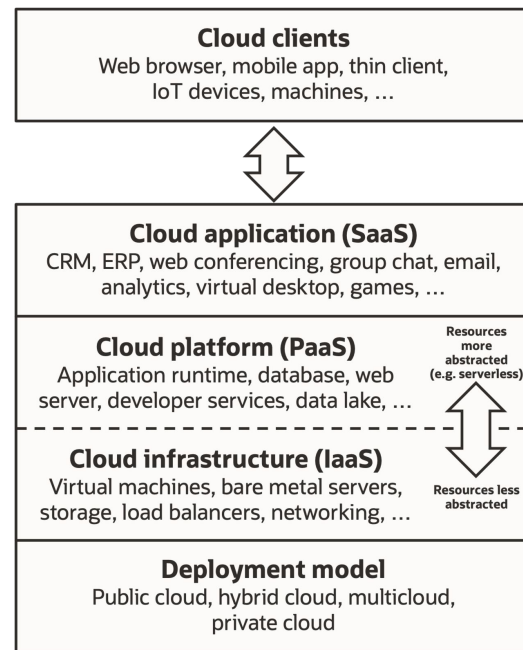 Cloud clients
Web browser, mobile app, thin client,
IoT devices, machines, …
Cloud application (SaaS)
CRM, ERP, web conferencing, group chat, email,
analytics, virtual desktop, games, …
Cloud platform (PaaS)
Application runtime, database, web
server, developer services, data lake, …
Resources
more
abstracted
(e.g. serverless)
Cloud infrastructure (IaaS)
Virtual machines, bare metal servers,
storage, load balancers, networking, …
Resources less
abstracted
Deployment model
Public cloud, hybrid cloud, multicloud,
private cloud